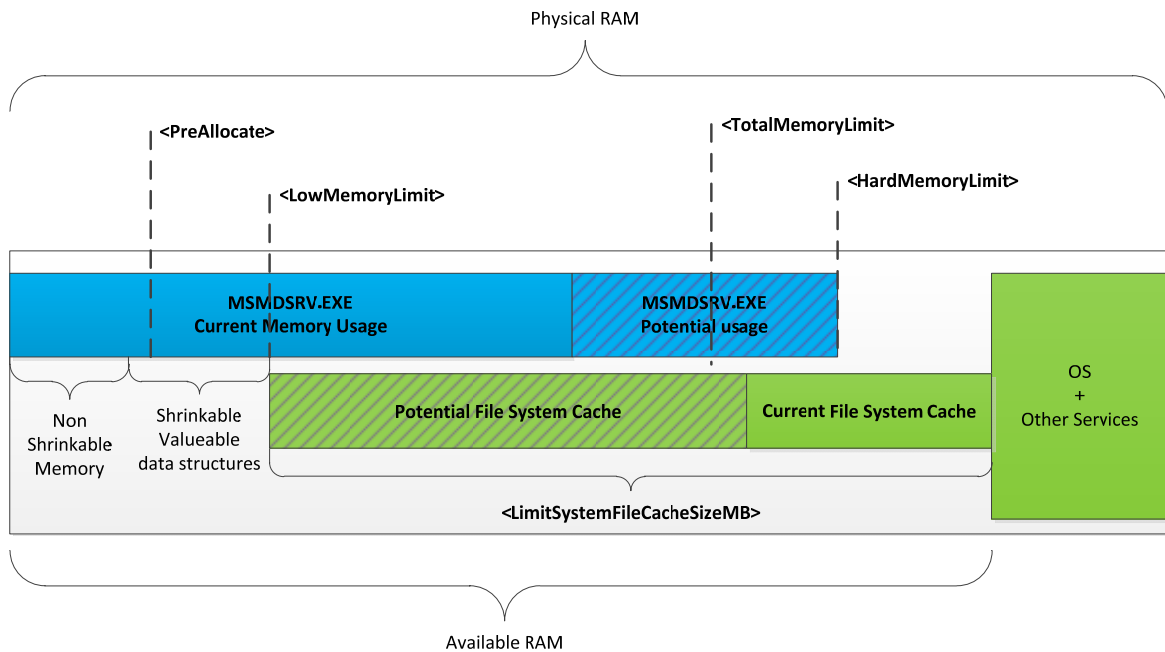 Physical RAM
<PreAllocate>
<TotalMemoryLimit>
<LowMemoryLimit>
<HardMemoryLimit>
MSMDSRV.EXE
Current Memory Usage
MSMDSRV.EXE
Potential usage
Non
Shrinkable
Memory
Shrinkable
Valueable
data structures
Potential File System Cache
Current File System Cache
OS
+
Other Services
<LimitSystemFileCacheSizeMB>
Available RAM